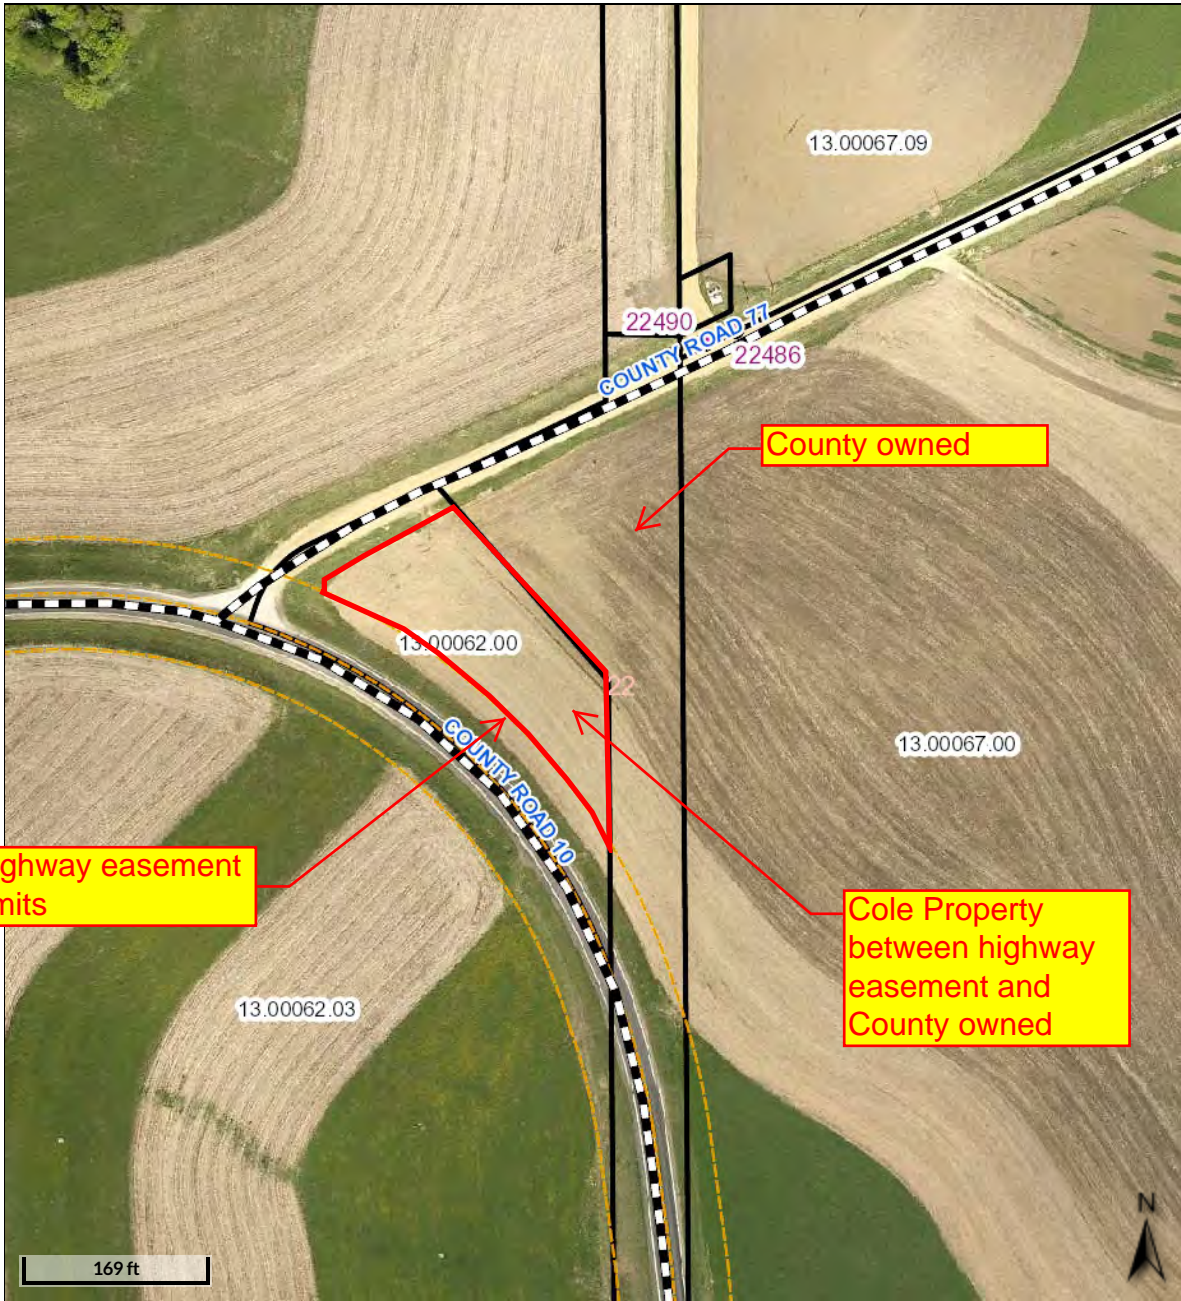 13.00067.09
22490
COUNTY ROAD 77
22486
County owned
13.00062.00
22
COUNTY ROAD 10
13.00067.00
ghway easement
mits
Cole Property
between highway
easement and
County owned
13.00062.03
N
169 ft